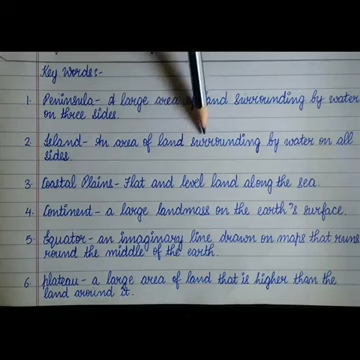 Key Words:-
1. Peninsula- A large area of land surrounding by water
on three sides.
2 Island- An area of land surrounding by water on all
sides.
3 Coastal Plains- Flat and level land along the sea.
4. Continent - a large landmass on the earth's surface.
5. Equator - an imaginary line drawn on maps that runs
round the middle of the earth.
6. Plateau - a large area of land that is higher than the
land around it.